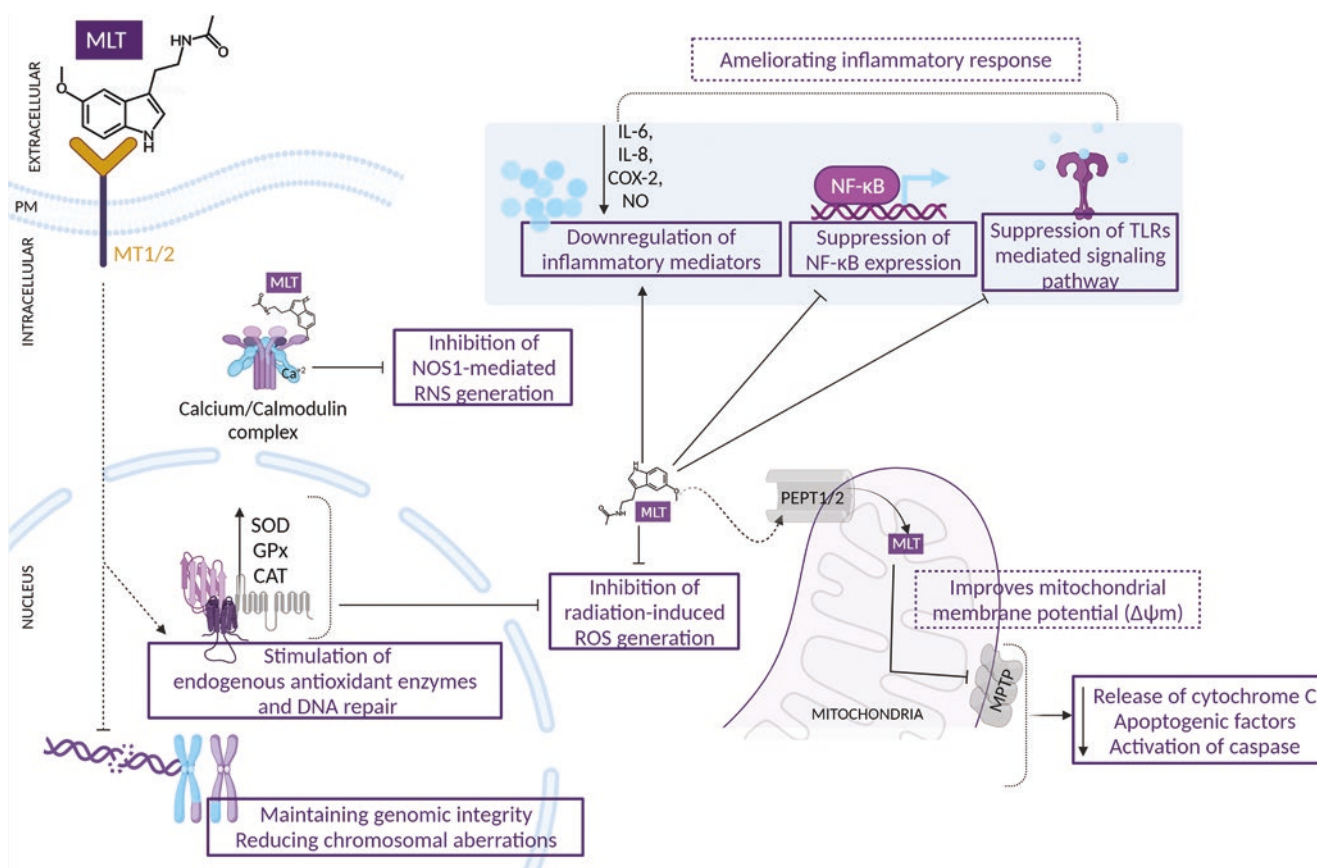 MLT
NH
O
O
N
H
EXTRACELLULAR
PM
INTRACELLULAR
NUCLEUS
MT1/2
Ameliorating inflammatory response
IL-6,
IL-8,
COX-2,
NO
NF-κB
Downregulation of
inflammatory mediators
Suppression of
NF-κB expression
Suppression of TLRs
mediated signaling
pathway
MLT
Ca+2
Calcium/Calmodulin
complex
Inhibition of
NOS1-mediated
RNS generation
SOD
GPx
CAT
Stimulation of
endogenous antioxidant enzymes
and DNA repair
MLT
Inhibition of
radiation-induced
ROS generation
PEPT1/2
MLT
Improves mitochondrial
membrane potential (Δψm)
MITOCHONDRIA
MPTP
Release of cytochrome C
Apoptogenic factors
Activation of caspase
Maintaining genomic integrity
Reducing chromosomal aberrations